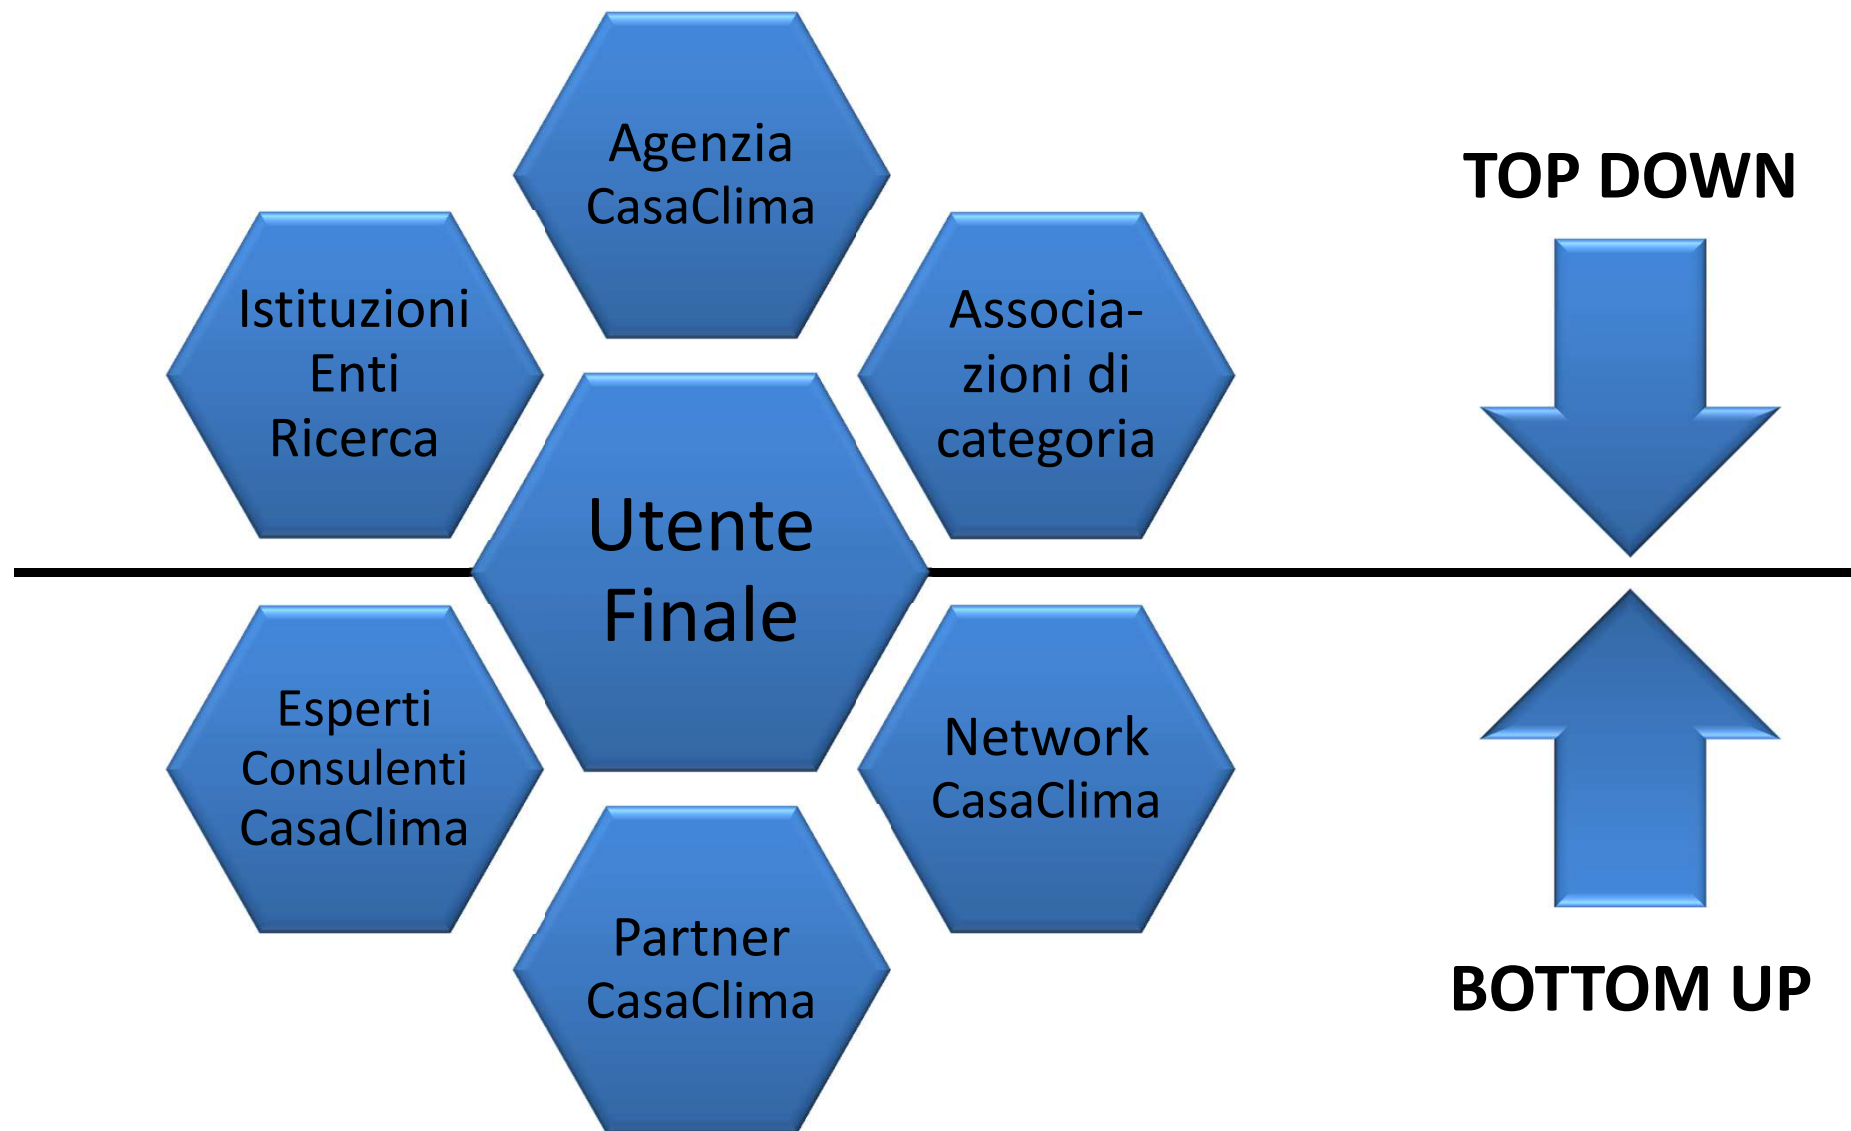 Agenzia
CasaClima
TOP DOWN
Istituzioni
Enti
Ricerca
Associa-
zioni di
categoria
Utente
Finale
Esperti
Consulenti
CasaClima
Network
CasaClima
Partner
CasaClima
BOTTOM UP